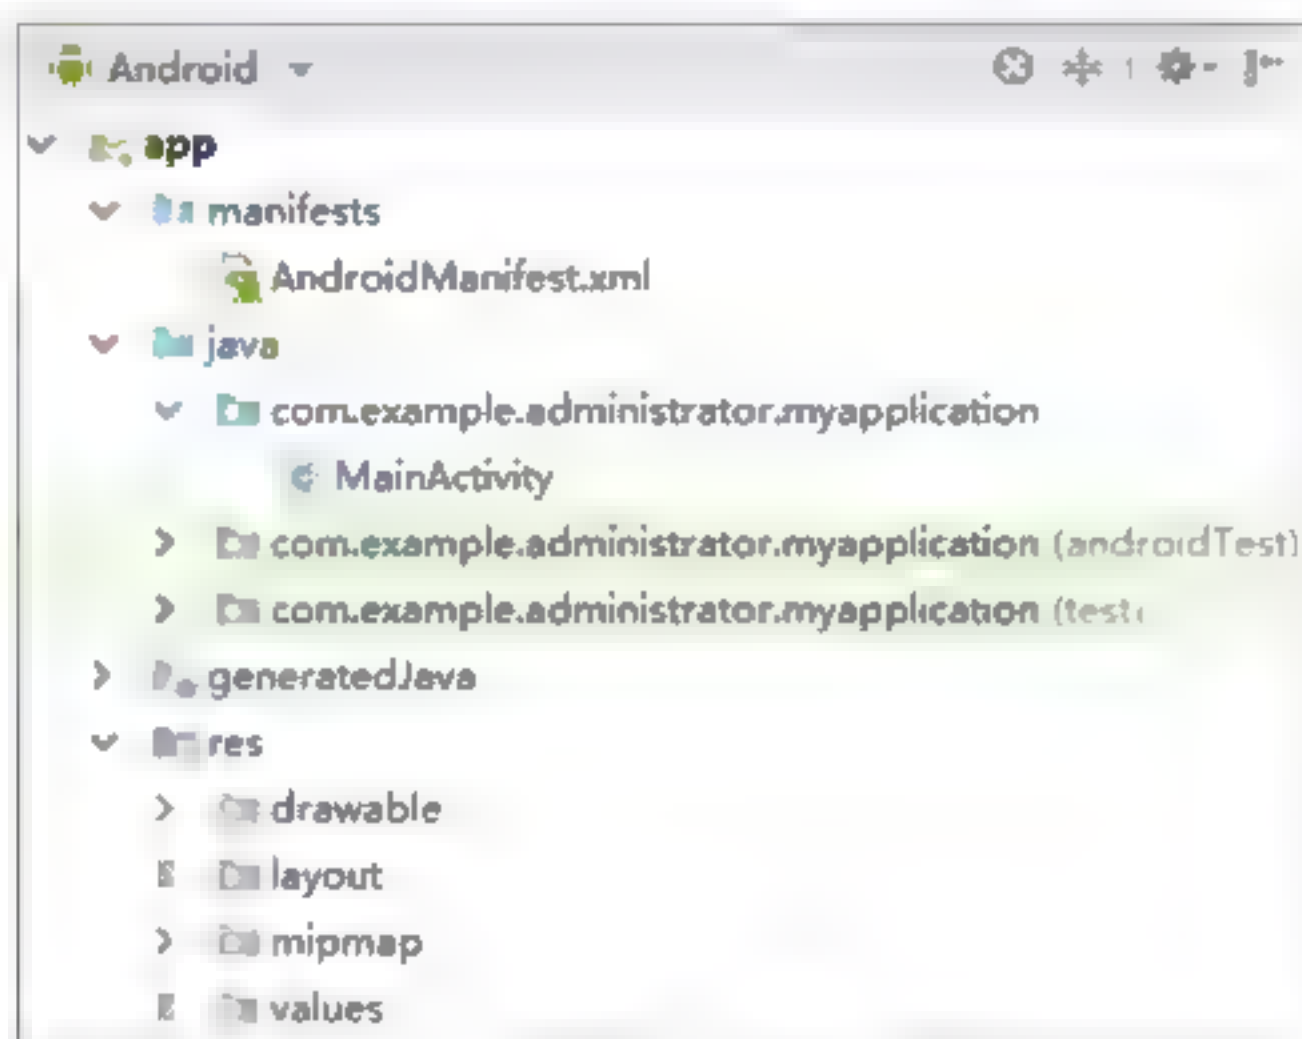 Android
app
manifests
AndroidManifest.xml
java
com.example.administrator.myapplication
MainActivity
com.example.administrator.myapplication (androidTest)
com.example.administrator.myapplication (test)
generatedJava
res
drawable
layout
mipmap
values